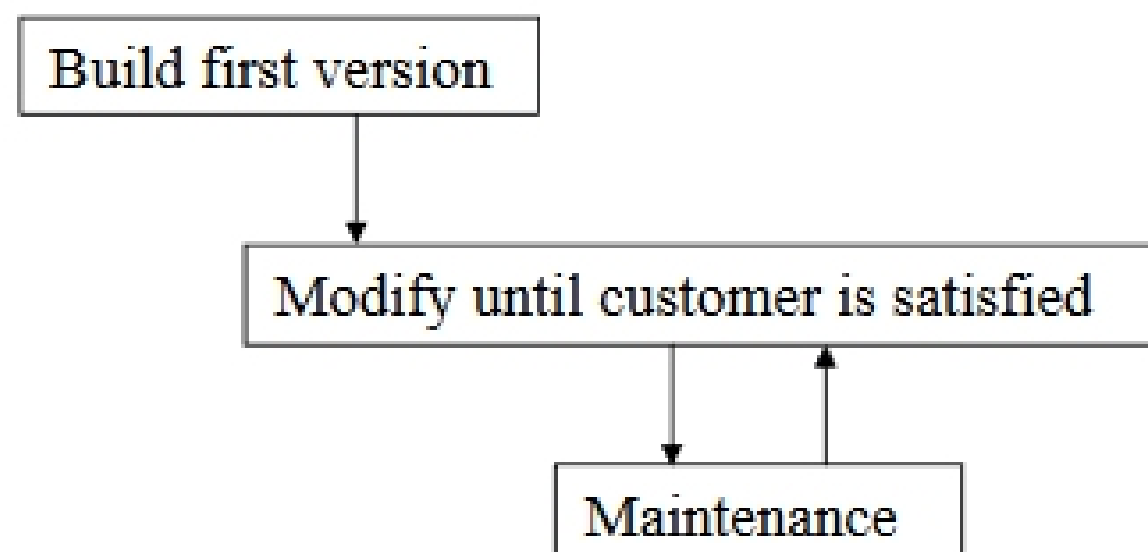 Build first version
Modify until customer is satisfied
Maintenance